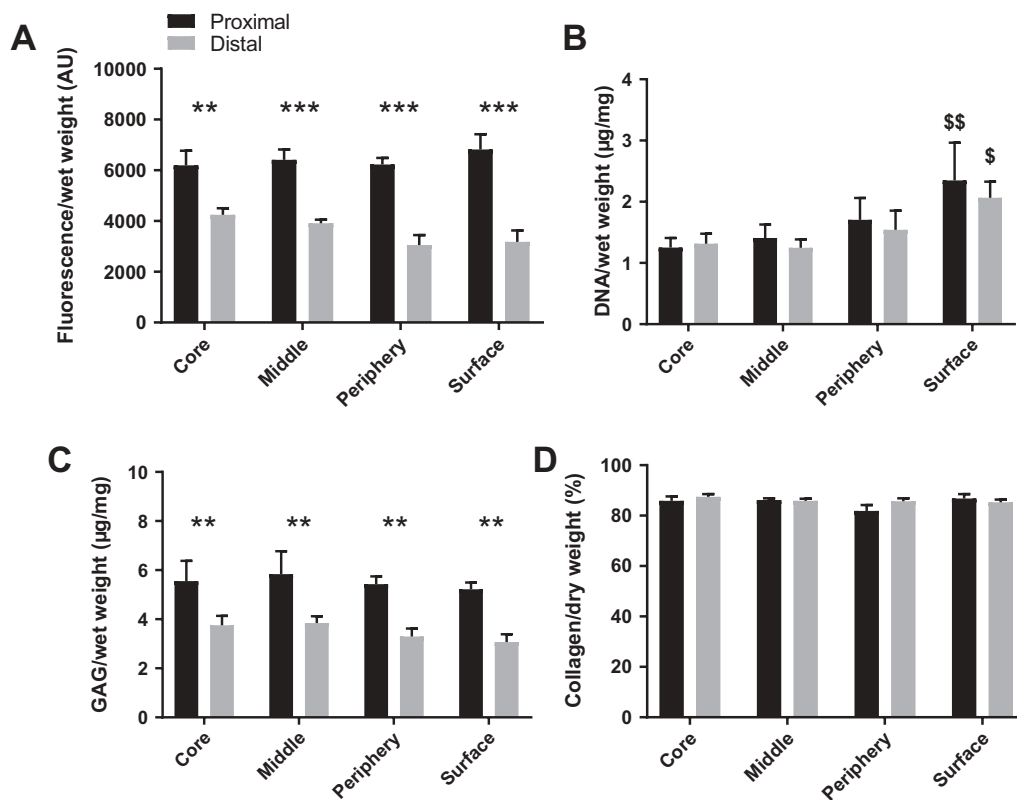 A
Proximal
Distal
Fluorescence/wet weight (AU)
10000
8000
6000
4000
2000
0
**
***
***
***
Core
Middle
Periphery
Surface
B
DNA/wet weight (µg/mg)
4
3
2
1
0
$$
$
Core
Middle
Periphery
Surface
C
GAG/wet weight (µg/mg)
10
8
6
4
2
0
**
**
**
**
Core
Middle
Periphery
Surface
D
Collagen/dry weight (%)
100
80
60
40
20
0
Core
Middle
Periphery
Surface